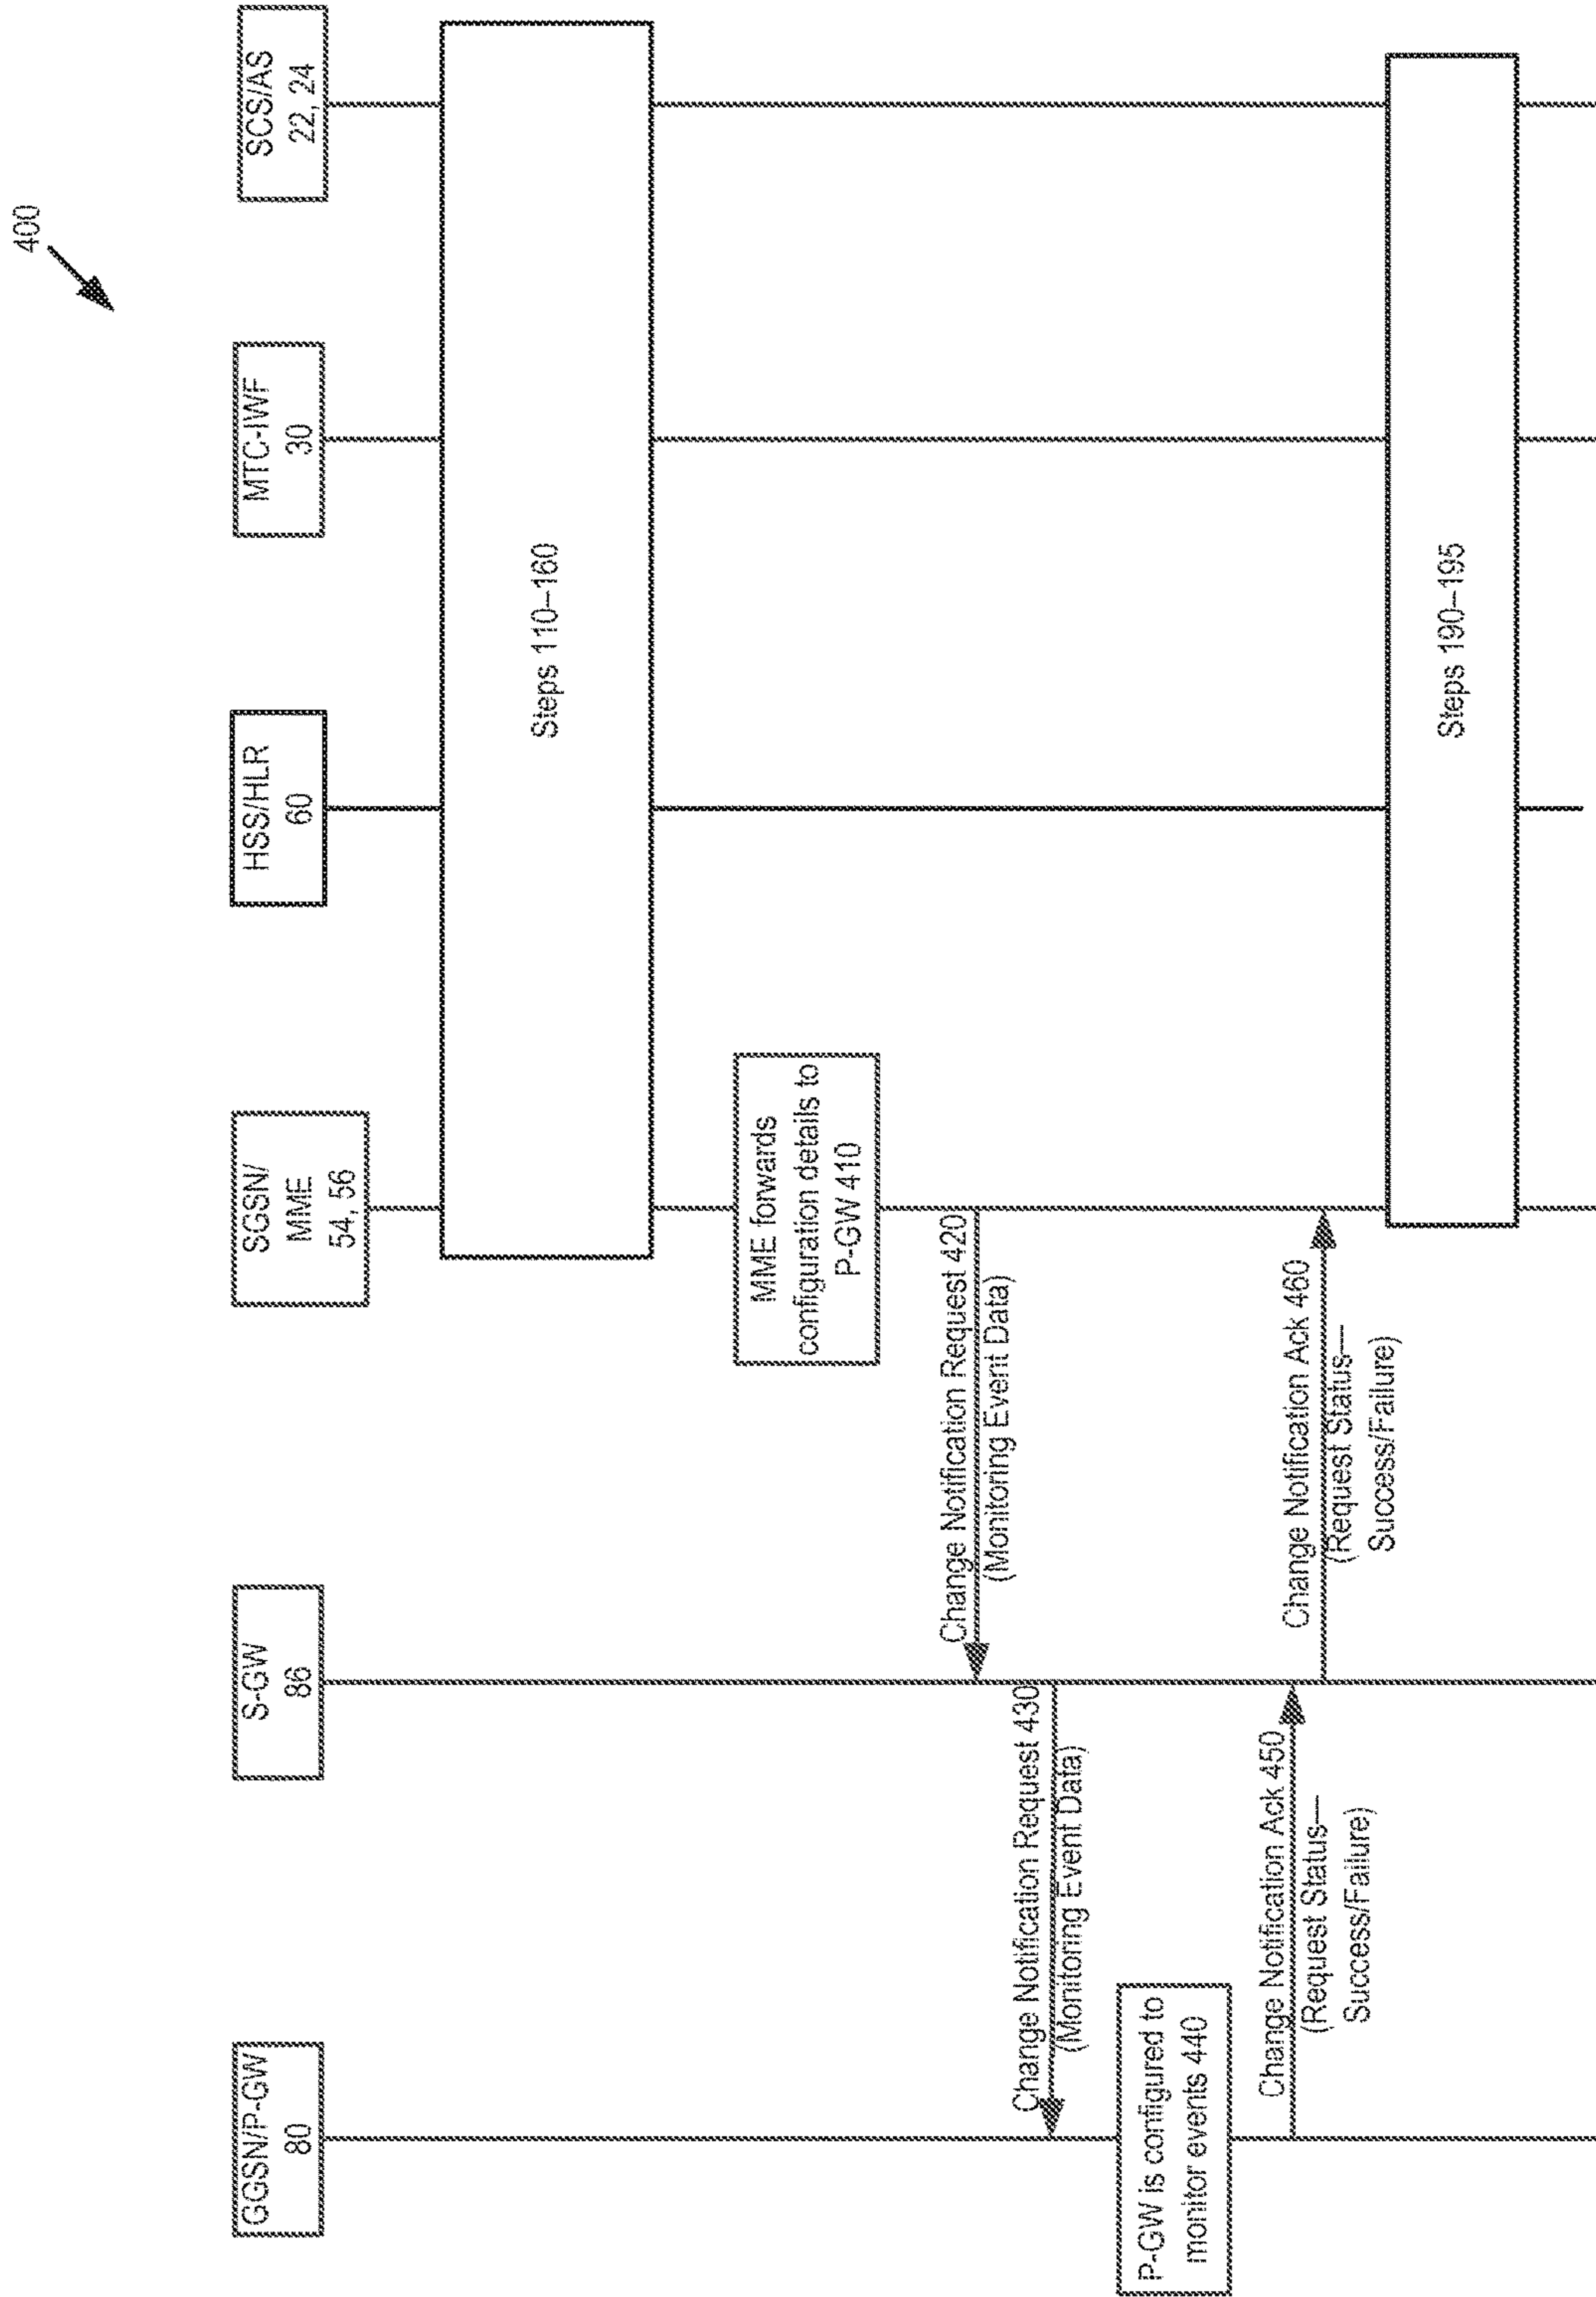 400
GGSN/P-GW
80
S-GW
86
SGSN/
MME
54, 56
HSS/HLR
60
MTC-IWF
30
SCS/AS
22, 24
Steps 110–160
MME forwards
configuration details to
P-GW 410
Change Notification Request 420
(Monitoring Event Data)
Change Notification Request 430
(Monitoring Event Data)
P-GW is configured to
monitor events 440
Change Notification Ack 450
(Request Status—
Success/Failure)
Change Notification Ack 460
(Request Status—
Success/Failure)
Steps 190–195